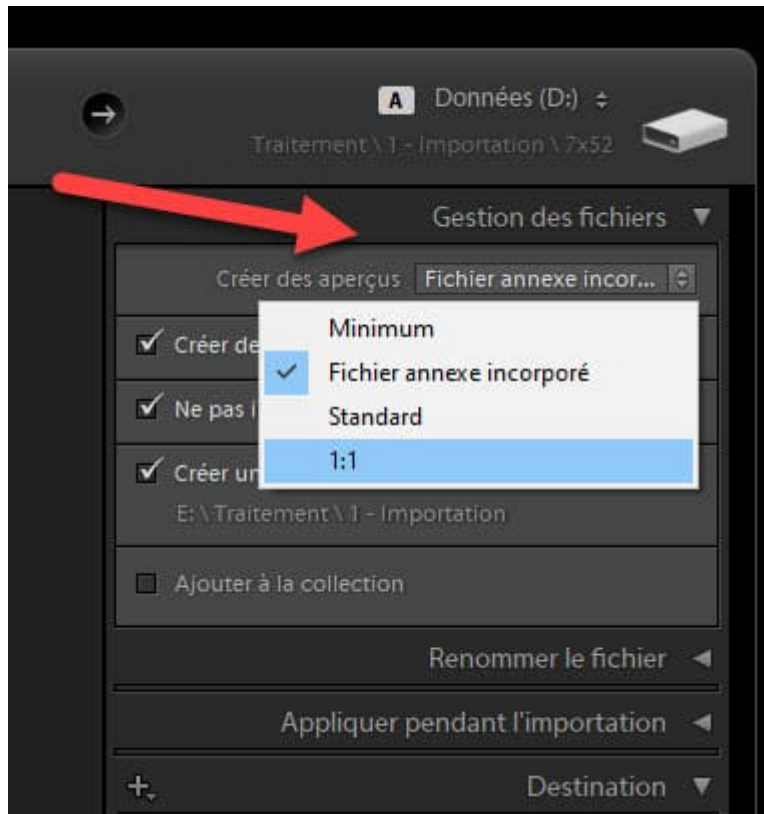 A Données (D:)
Traitement \ 1 - Importation \ 7x52
Gestion des fichiers
Créer des aperçus Fichier annexe incor...
Minimum
Créer de
Fichier annexe incorporé
Ne pas i
Standard
1:1
Créer un
E: \ Traitement \ 1 - Importation
Ajouter à la collection
Renommer le fichier
Appliquer pendant l'importation
Destination